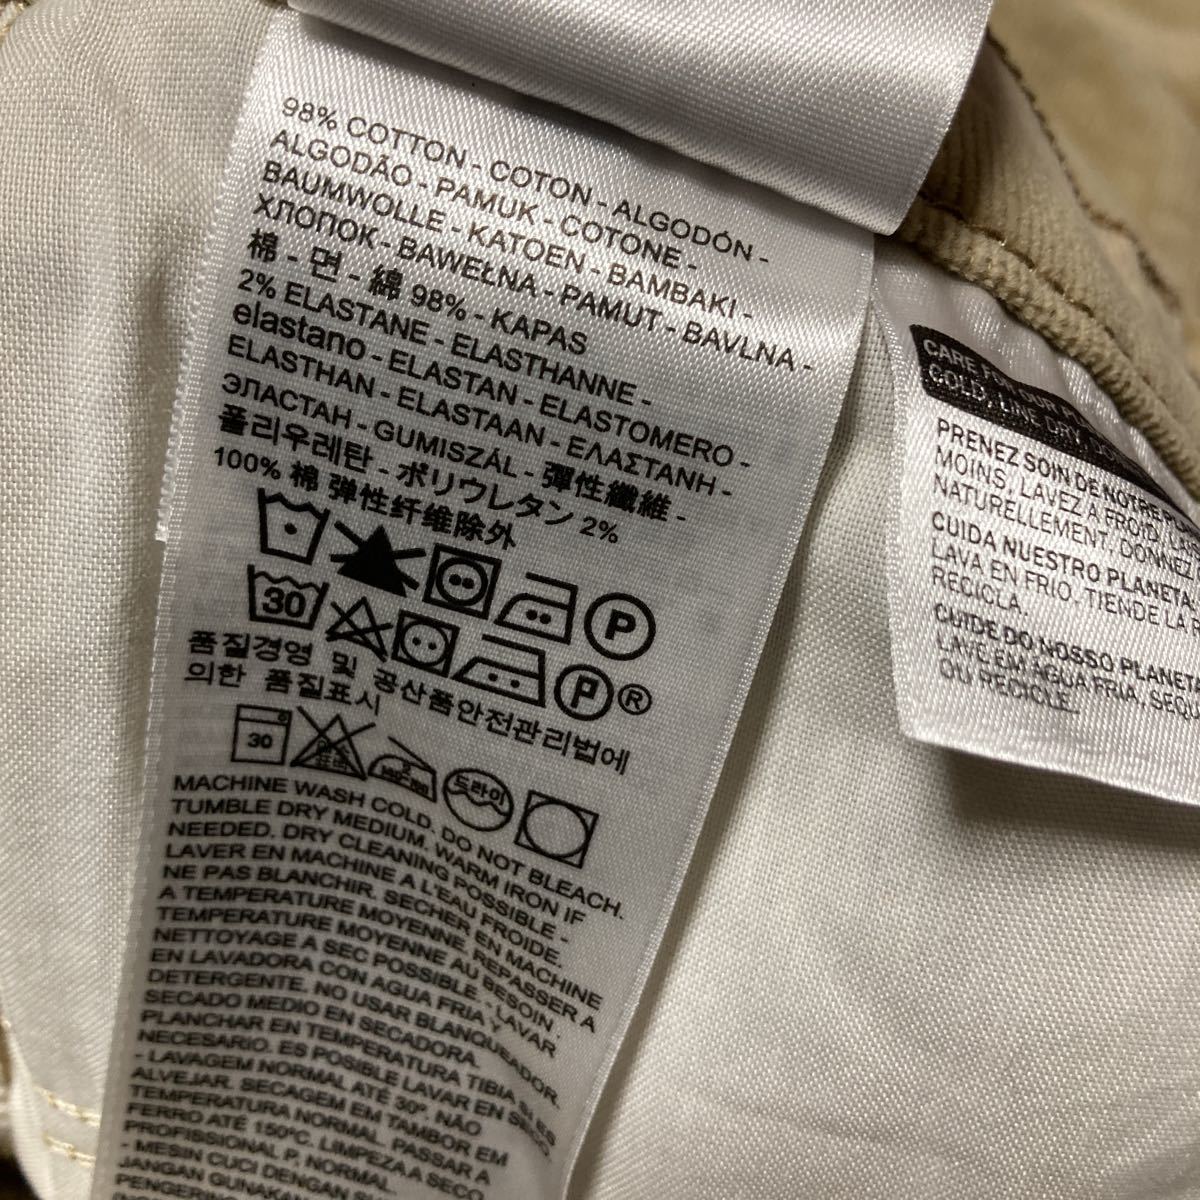 98% COTTON - COTON - ALGODÓN -
ALGODÃO - PAMUK - COTONE -
BAUMWOLLE - KATOEN - BAMBAKI -
ХЛОПОК - BAWEŁNA - PAMUT - BAVLNA -
棉 - 면 - 綿 98% - KAPAS
2% ELASTANE - ELASTHANNE -
elastano - ELASTAN - ELASTOMERO -
ELASTHAN - ELASTAAN - ΕΛΑΣΤΑΝΗ -
ЭЛАСТАН - GUMISZÁL - 彈性纖維 -
폴리우레탄 - ポリウレタン 2%
100% 棉 弹性纤维除外
P
30
P ®
품질경영 및 공산품안전관리법에
의한 품질표시
30
드라이
MACHINE WASH COLD. DO NOT BLEACH.
TUMBLE DRY MEDIUM. WARM IRON IF
NEEDED. DRY CLEANING POSSIBLE -
LAVER EN MACHINE A L'EAU FROIDE.
NE PAS BLANCHIR. SECHER EN MACHINE
A TEMPERATURE MOYENNE. REPASSER A
TEMPERATURE MOYENNE AU BESOIN.
NETTOYAGE A SEC POSSIBLE. - LAVAR
EN LAVADORA CON AGUA FRIA Y
DETERGENTE. NO USAR BLANQUEADOR.
SECADO MEDIO EN SECADORA.
PLANCHAR EN TEMPERATURA TIBIA SI ES
NECESARIO. ES POSIBLE LAVAR EN SECO.
- LAVAGEM NORMAL ATÉ 30º. NÃO
ALVEJAR. SECAGEM EM TAMBOR EM
TEMPERATURA NORMAL. PASSAR A
FERRO ATÉ 150ºC. LIMPEZA A SECO
PROFISSIONAL P, NORMAL.
- MESIN CUCI DENGAN
JANGAN GUNAKAN
PENGERING
CARE
COLD, LINE DRY,
PRENEZ SOIN DE NOTRE
MOINS, LAVEZ À FROID,
NATURELLEMENT, DONNEZ
CUIDA NUESTRO PLANETA
LAVA EN FRIO - TIENDE LA
RECICLA.
CUIDE DO NOSSO PLANETA
LAVE EM AGUA FRIA,
OU RECICLE.